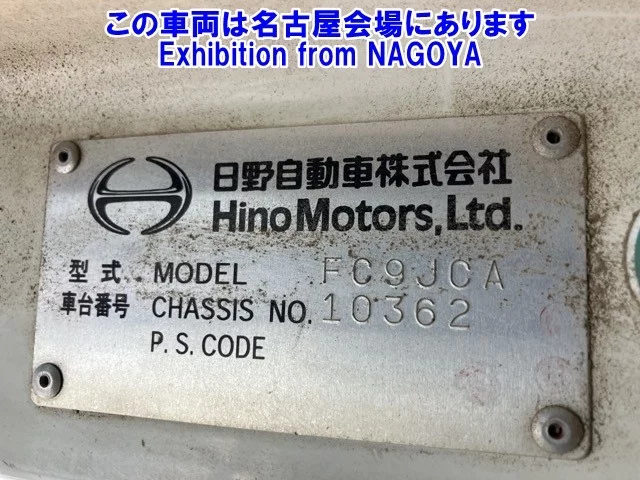 この車両は名古屋会場にあります
Exhibition from NAGOYA
日野自動車株式会社
Hino Motors, Ltd.
型式 MODEL FC9JCA
車台番号 CHASSIS NO. 10362
P. S. CODE